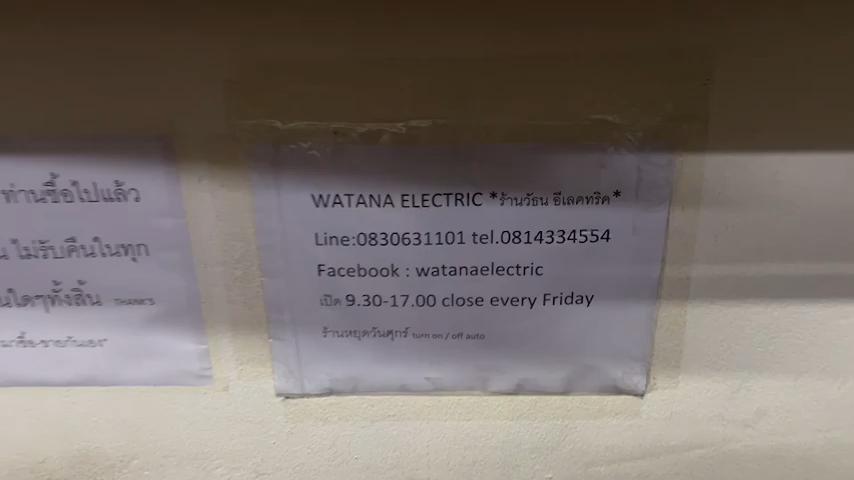 ท่านซื้อไปแล้ว
ไม่รับคืนในทุก
ใดๆทั้งสิ้น THANKS
WATANA ELECTRIC *ร้านวัธน อีเลคทริค*
Line:0830631101 tel.0814334554
Facebook : watanaelectric
เปิด 9.30-17.00 close every Friday
ร้านหยุดวันศุกร์ turn on / off auto